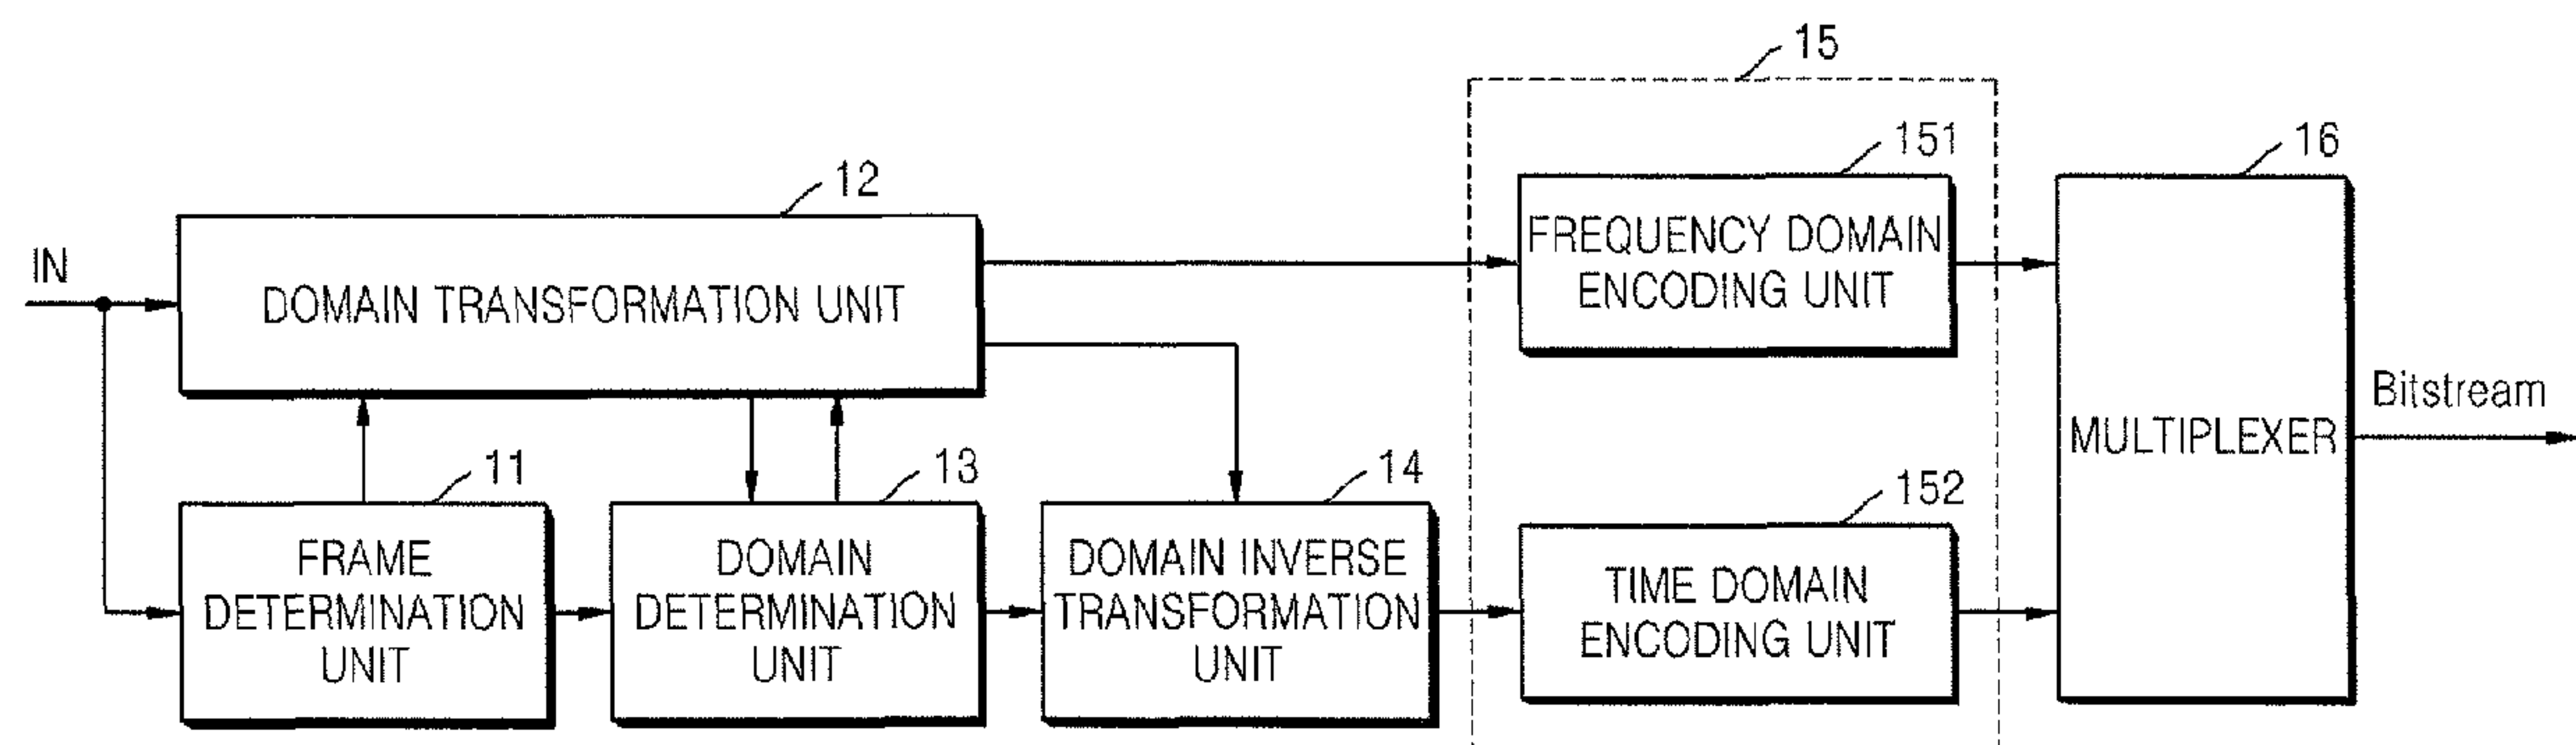 15
151
16
12
FREQUENCY DOMAIN
ENCODING UNIT
IN
DOMAIN TRANSFORMATION UNIT
Bitstream
MULTIPLEXER
11
13
14
152
FRAME
DETERMINATION
UNIT
DOMAIN
DETERMINATION
UNIT
DOMAIN INVERSE
TRANSFORMATION
UNIT
TIME DOMAIN
ENCODING UNIT